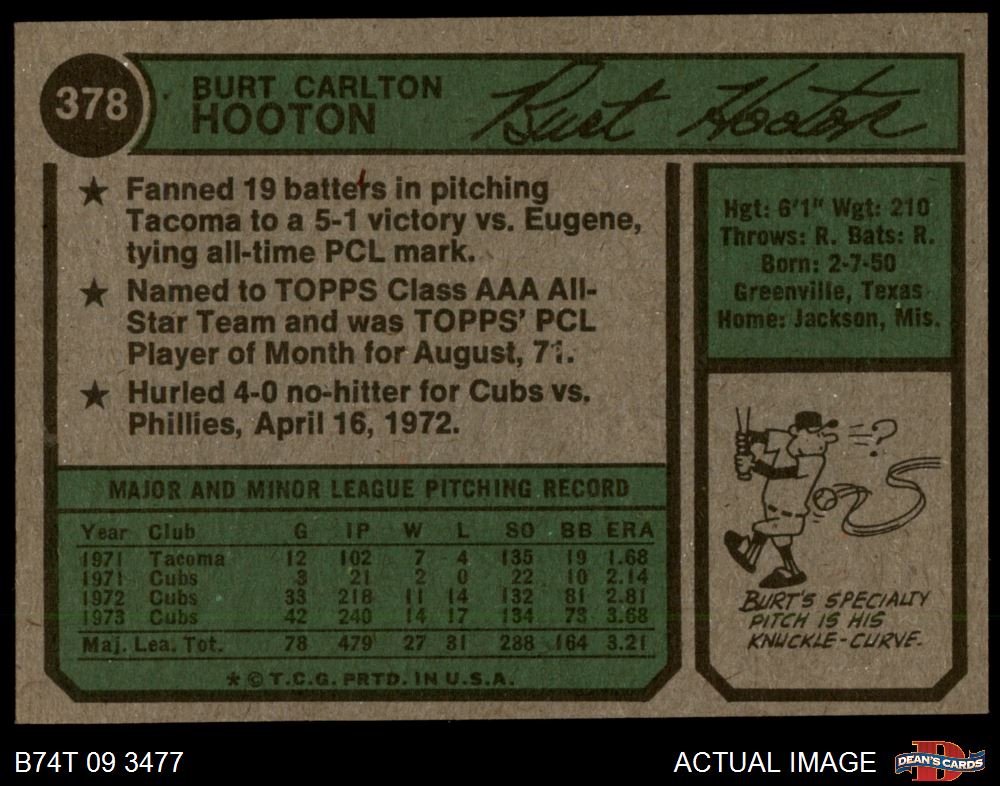 378
BURT CARLTON
HOOTON
Burt Hooton
★ Fanned 19 batters in pitching
Tacoma to a 5-1 victory vs. Eugene,
tying all-time PCL mark.
★ Named to TOPPS Class AAA All-
Star Team and was TOPPS' PCL
Player of Month for August, 71.
★ Hurled 4-0 no-hitter for Cubs vs.
Phillies, April 16, 1972.
Hgt: 6'1" Wgt: 210
Throws: R. Bats: R.
Born: 2-7-50
Greenville, Texas
Home: Jackson, Mis.
?
BURT'S SPECIALTY
PITCH IS HIS
KNUCKLE-CURVE.
MAJOR AND MINOR LEAGUE PITCHING RECORD
Year Club G IP W L SO BB ERA
1971 Tacoma 12 102 7 4 135 19 1.68
1971 Cubs 3 21 2 0 22 10 2.14
1972 Cubs 33 218 11 14 132 81 2.81
1973 Cubs 42 240 14 17 134 73 3.68
Maj. Lea. Tot. 78 479 27 31 288 164 3.21
* © T.C.G. PRTD. IN U.S.A.
B74T 09 3477
ACTUAL IMAGE
DEAN'S CARDS